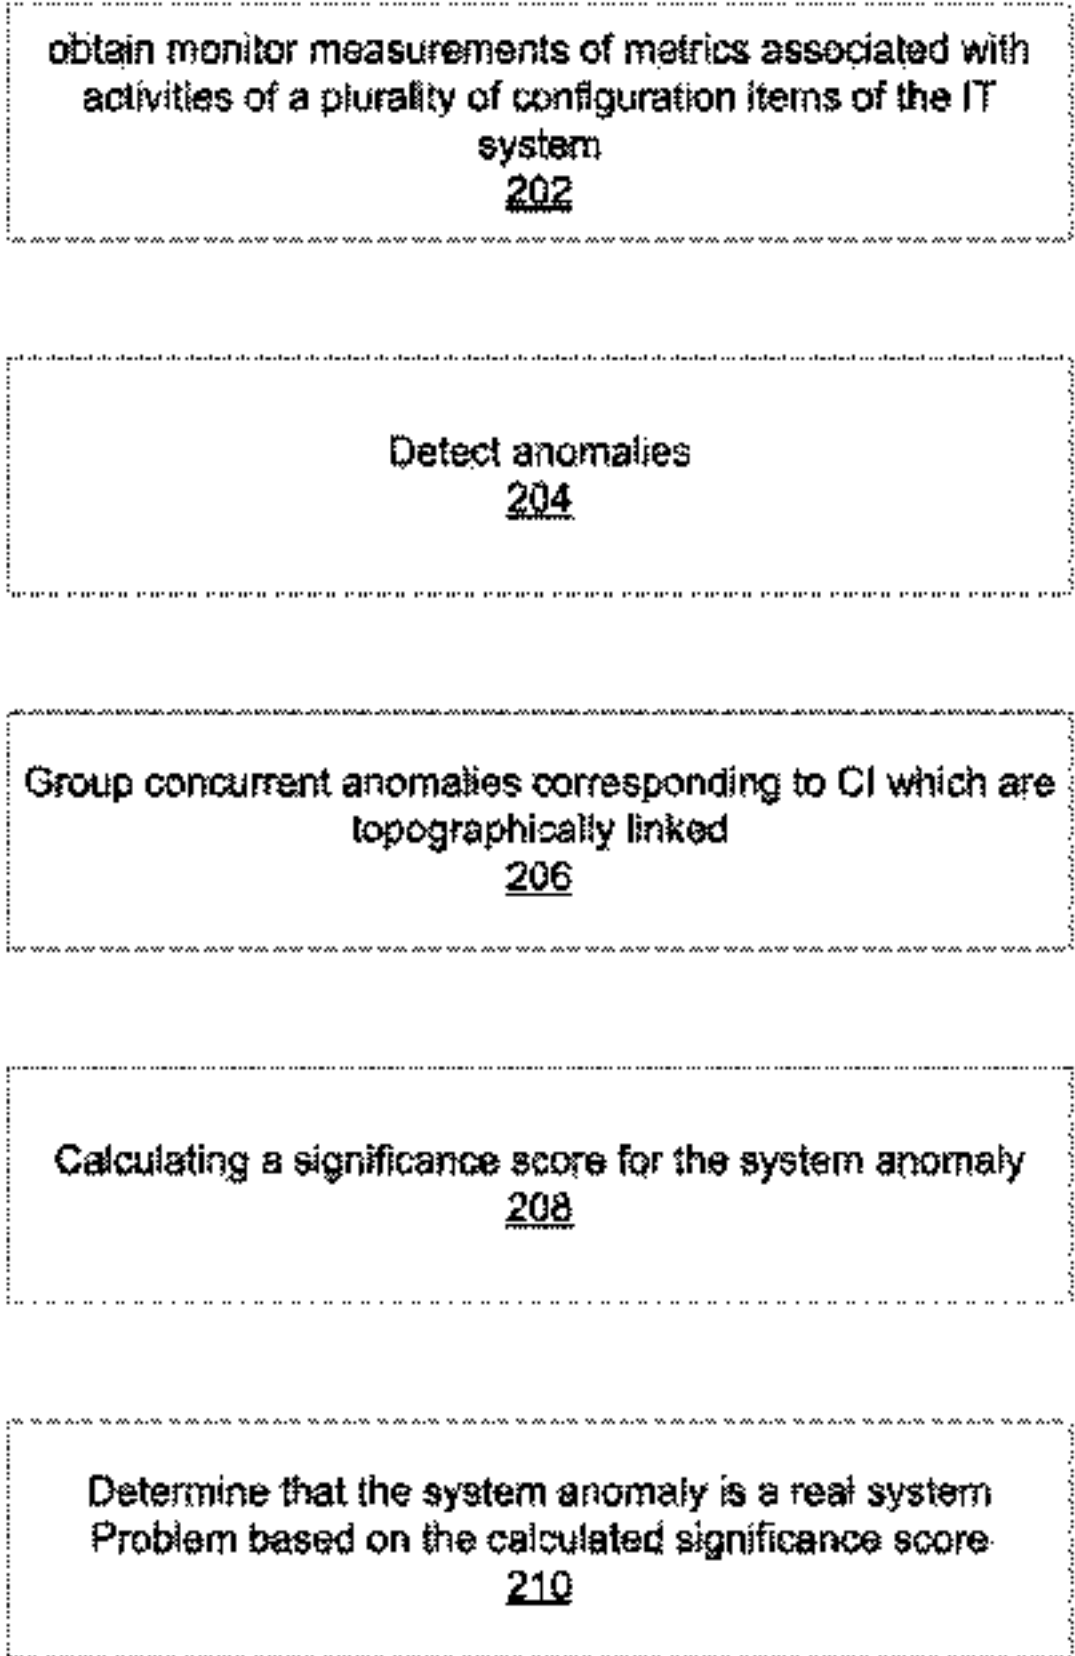 obtain monitor measurements of metrics associated with
activities of a plurality of configuration items of the IT
system
202
Detect anomalies
204
Group concurrent anomalies corresponding to CI which are
topographically linked
206
Calculating a significance score for the system anomaly
208
Determine that the system anomaly is a real system
Problem based on the calculated significance score
210